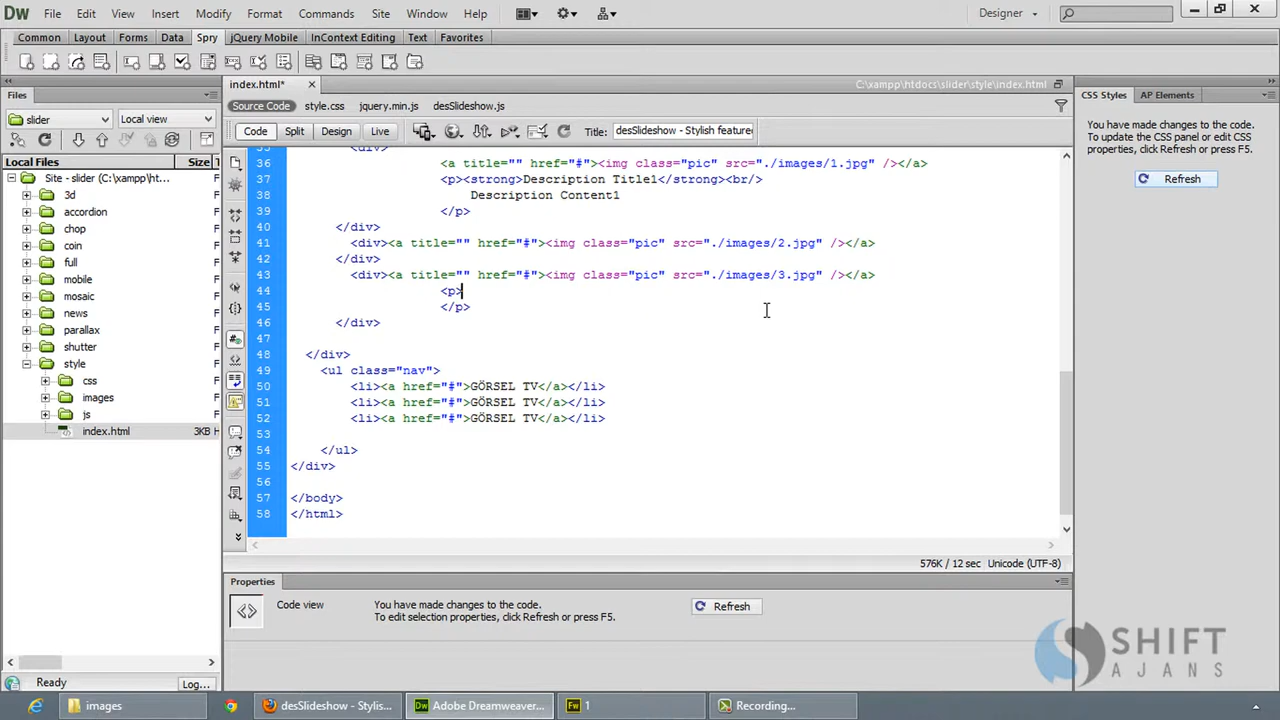 Dw File Edit View Insert Modify Format Commands Site Window Help Designer
Common Layout Forms Data Spry jQuery Mobile InContext Editing Text Favorites
Files
slider Local view
Local Files Size
Site - slider (C:\xampp\ht...
3d F
accordion F
chop F
coin F
full F
mobile F
mosaic F
news F
parallax F
shutter F
style F
css F
images F
js F
index.html 3KB H
Ready Log...
index.html* C:\xampp\htdocs\slider\style\index.html
Source Code style.css jquery.min.js desSlideshow.js
Code Split Design Live Title: desSlideshow - Stylish feature
35 <div>
36 <a title="" href="#"><img class="pic" src="./images/1.jpg" /></a>
37 <p><strong>Description Title1</strong><br/>
38 Description Content1
39 </p>
40 </div>
41 <div><a title="" href="#"><img class="pic" src="./images/2.jpg" /></a>
42 </div>
43 <div><a title="" href="#"><img class="pic" src="./images/3.jpg" /></a>
44 <p>
45 </p>
46 </div>
47
48 </div>
49 <ul class="nav">
50 <li><a href="#">GÖRSEL TV</a></li>
51 <li><a href="#">GÖRSEL TV</a></li>
52 <li><a href="#">GÖRSEL TV</a></li>
53
54 </ul>
55 </div>
56
57 </body>
58 </html>
576K / 12 sec Unicode (UTF-8)
Properties
Code view
You have made changes to the code.
To edit selection properties, click Refresh or press F5.
Refresh
CSS Styles AP Elements
You have made changes to the code.
To update the CSS panel or edit CSS
properties, click Refresh or press F5.
Refresh
SHIFT
AJANS
images desSlideshow - Stylis... Dw Adobe Dreamweaver... Fw 1 Recording...